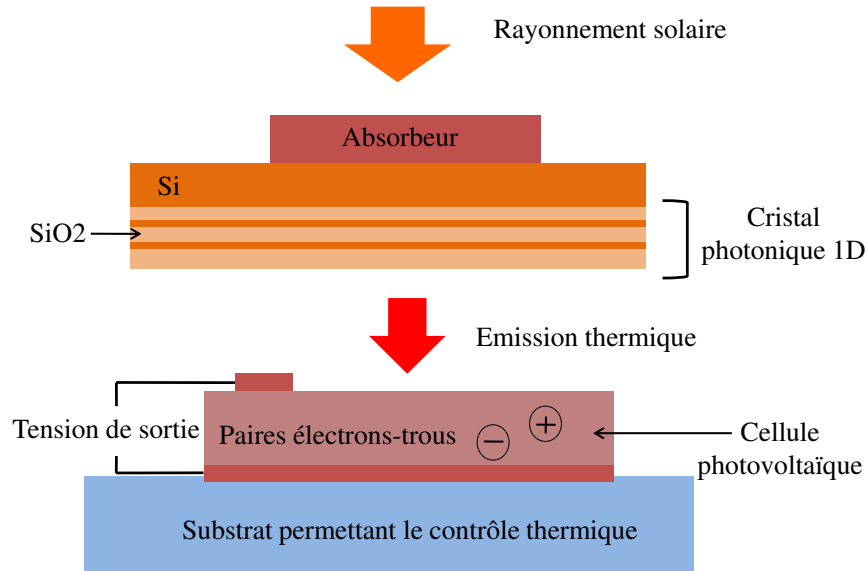 Rayonnement solaire
Absorbeur
Si
SiO2
Cristal
photonique 1D
Emission thermique
Tension de sortie
Paires électrons-trous
− +
Cellule
photovoltaïque
Substrat permettant le contrôle thermique